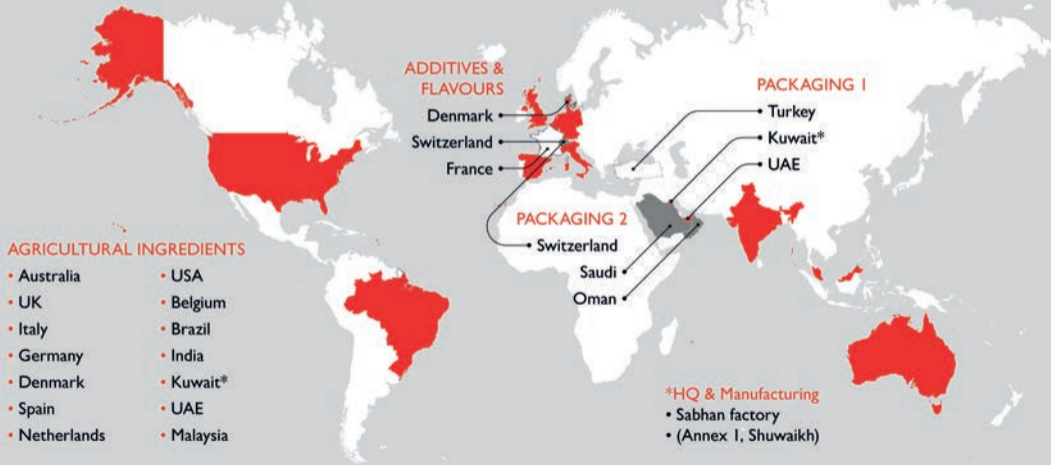 ADDITIVES &
FLAVOURS
Denmark •
Switzerland •
France •
PACKAGING 1
• Turkey
• Kuwait*
• UAE
PACKAGING 2
• Switzerland
Saudi •
Oman •
AGRICULTURAL INGREDIENTS
• Australia
• UK
• Italy
• Germany
• Denmark
• Spain
• Netherlands
• USA
• Belgium
• Brazil
• India
• Kuwait*
• UAE
• Malaysia
*HQ & Manufacturing
• Sabhan factory
• (Annex 1, Shuwaikh)